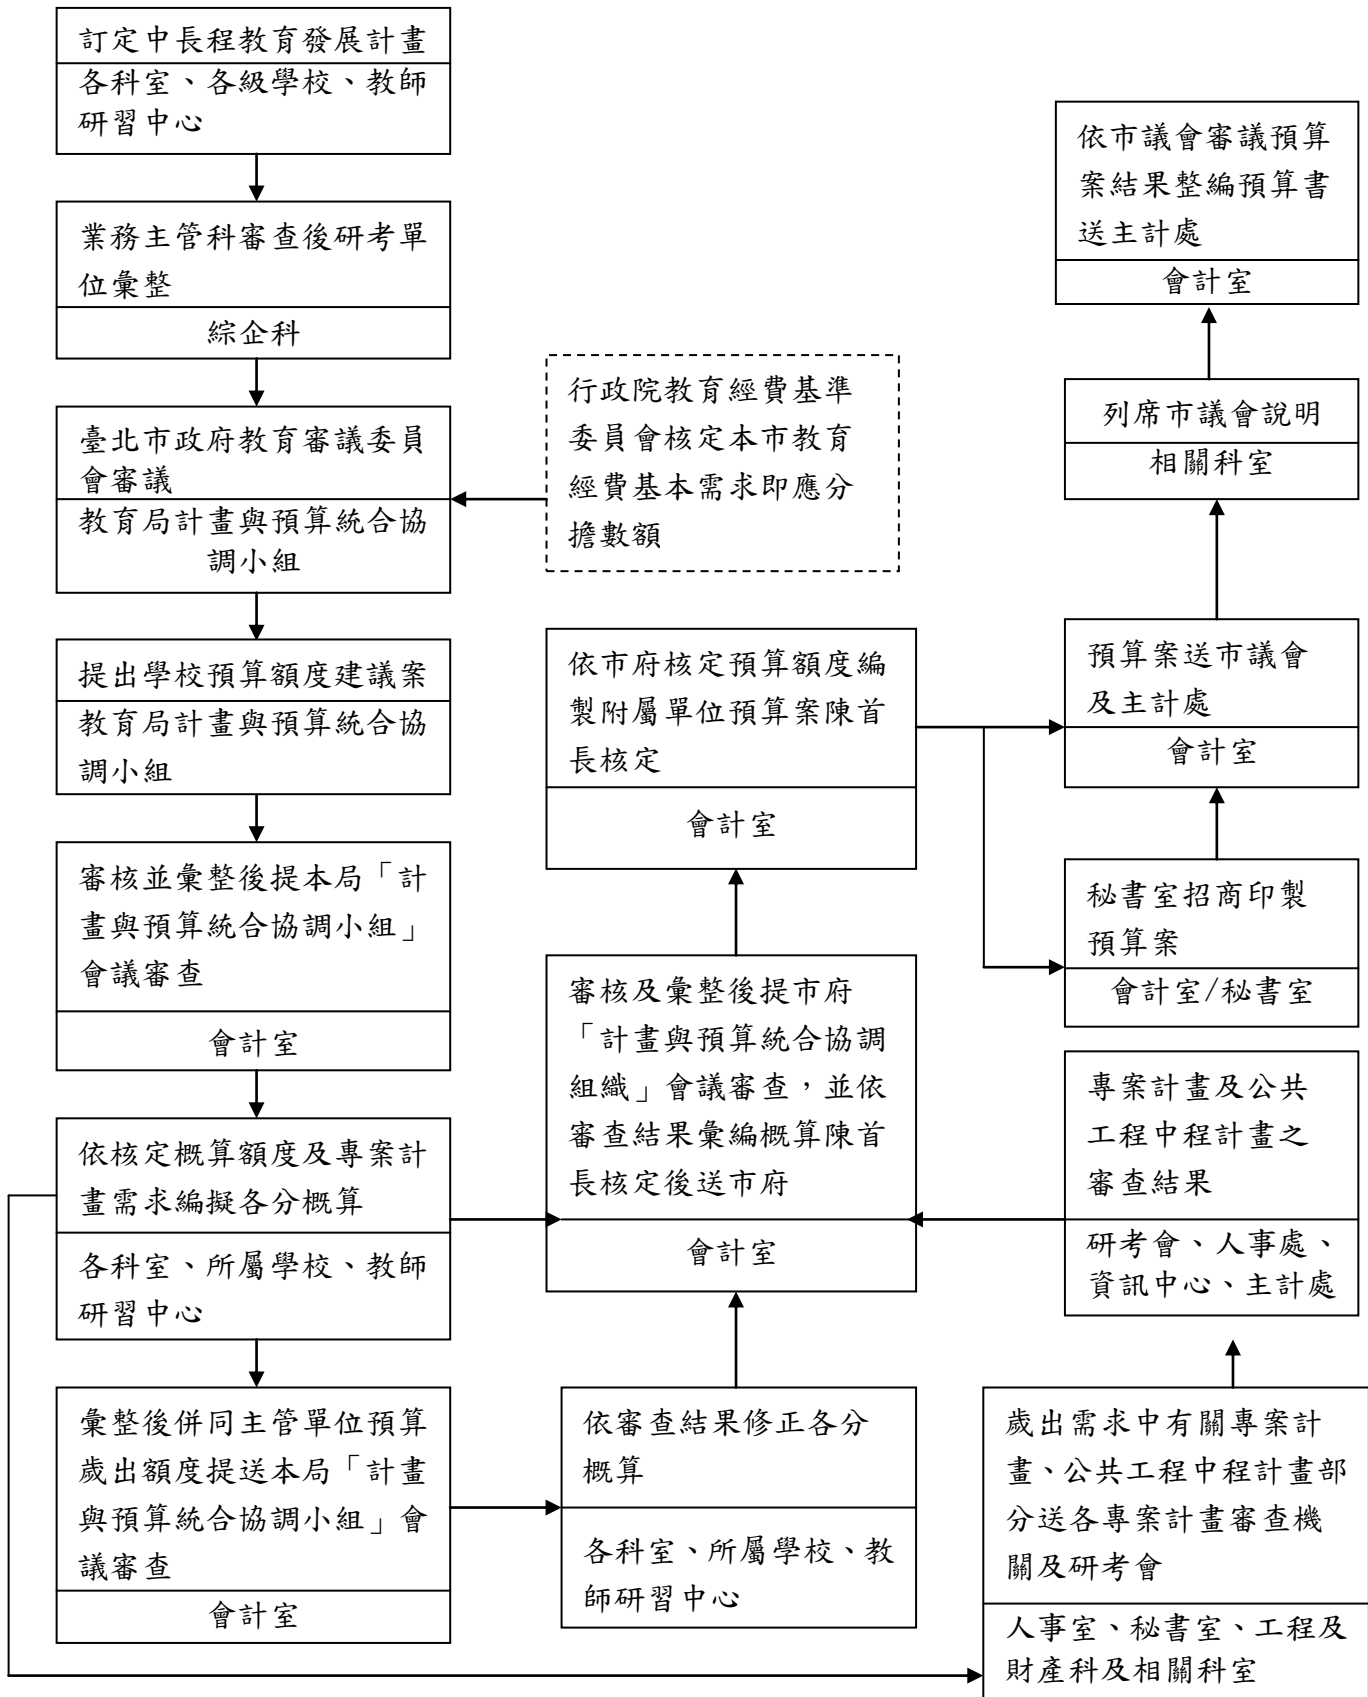 訂定中長程教育發展計畫
各科室、各級學校、教師
研習中心
業務主管科審查後研考單
位彙整
綜企科
臺北市政府教育審議委員
會審議
教育局計畫與預算統合協
調小組
提出學校預算額度建議案
教育局計畫與預算統合協
調小組
審核並彙整後提本局「計
畫與預算統合協調小組」
會議審查
會計室
依核定概算額度及專案計
畫需求編擬各分概算
各科室、所屬學校、教師
研習中心
彙整後併同主管單位預算
歲出額度提送本局「計畫
與預算統合協調小組」會
議審查
會計室
行政院教育經費基準
委員會核定本市教育
經費基本需求即應分
擔數額
依市府核定預算額度編
製附屬單位預算案陳首
長核定
會計室
審核及彙整後提市府
「計畫與預算統合協調
組織」會議審查，並依
審查結果彙編概算陳首
長核定後送市府
會計室
依審查結果修正各分
概算
各科室、所屬學校、教
師研習中心
依市議會審議預算
案結果整編預算書
送主計處
會計室
列席市議會說明
相關科室
預算案送市議會
及主計處
會計室
秘書室招商印製
預算案
會計室/秘書室
專案計畫及公共
工程中程計畫之
審查結果
研考會、人事處、
資訊中心、主計處
歲出需求中有關專案計
畫、公共工程中程計畫部
分送各專案計畫審查機
關及研考會
人事室、秘書室、工程及
財產科及相關科室